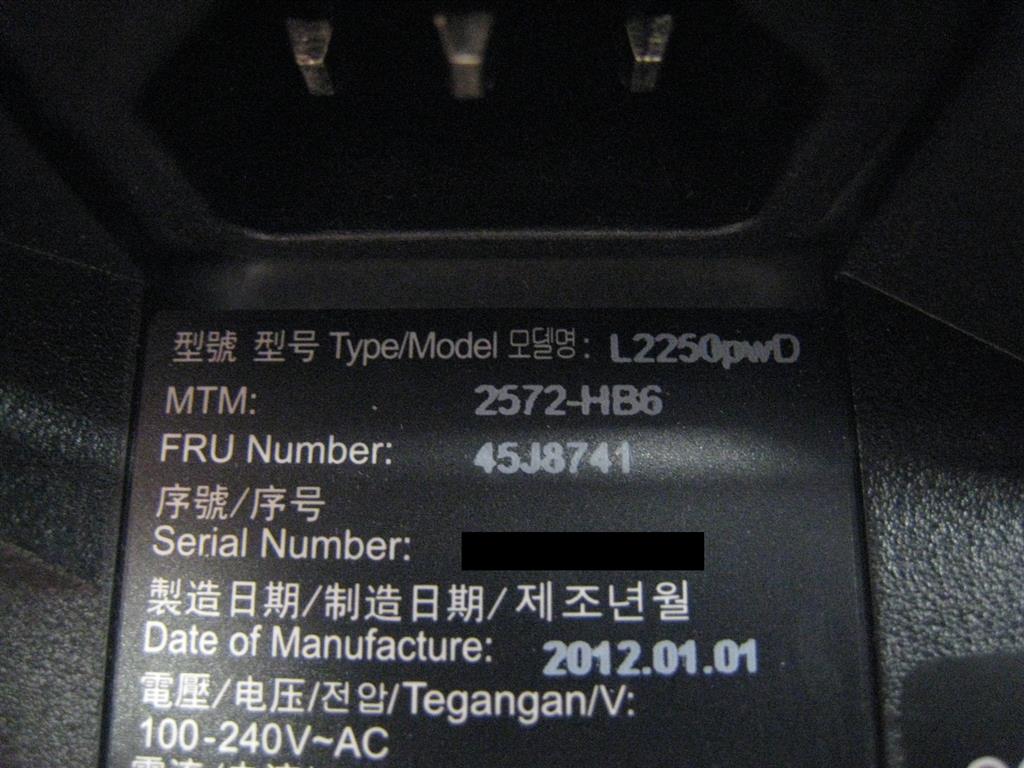 型號 型号 Type/Model 모델명: L2250pwD
MTM: 2572-HB6
FRU Number: 45J8741
序號/序号
Serial Number:
製造日期/制造日期/제조년월
Date of Manufacture: 2012.01.01
電壓/电压/전압/Tegangan/V:
100-240V~AC